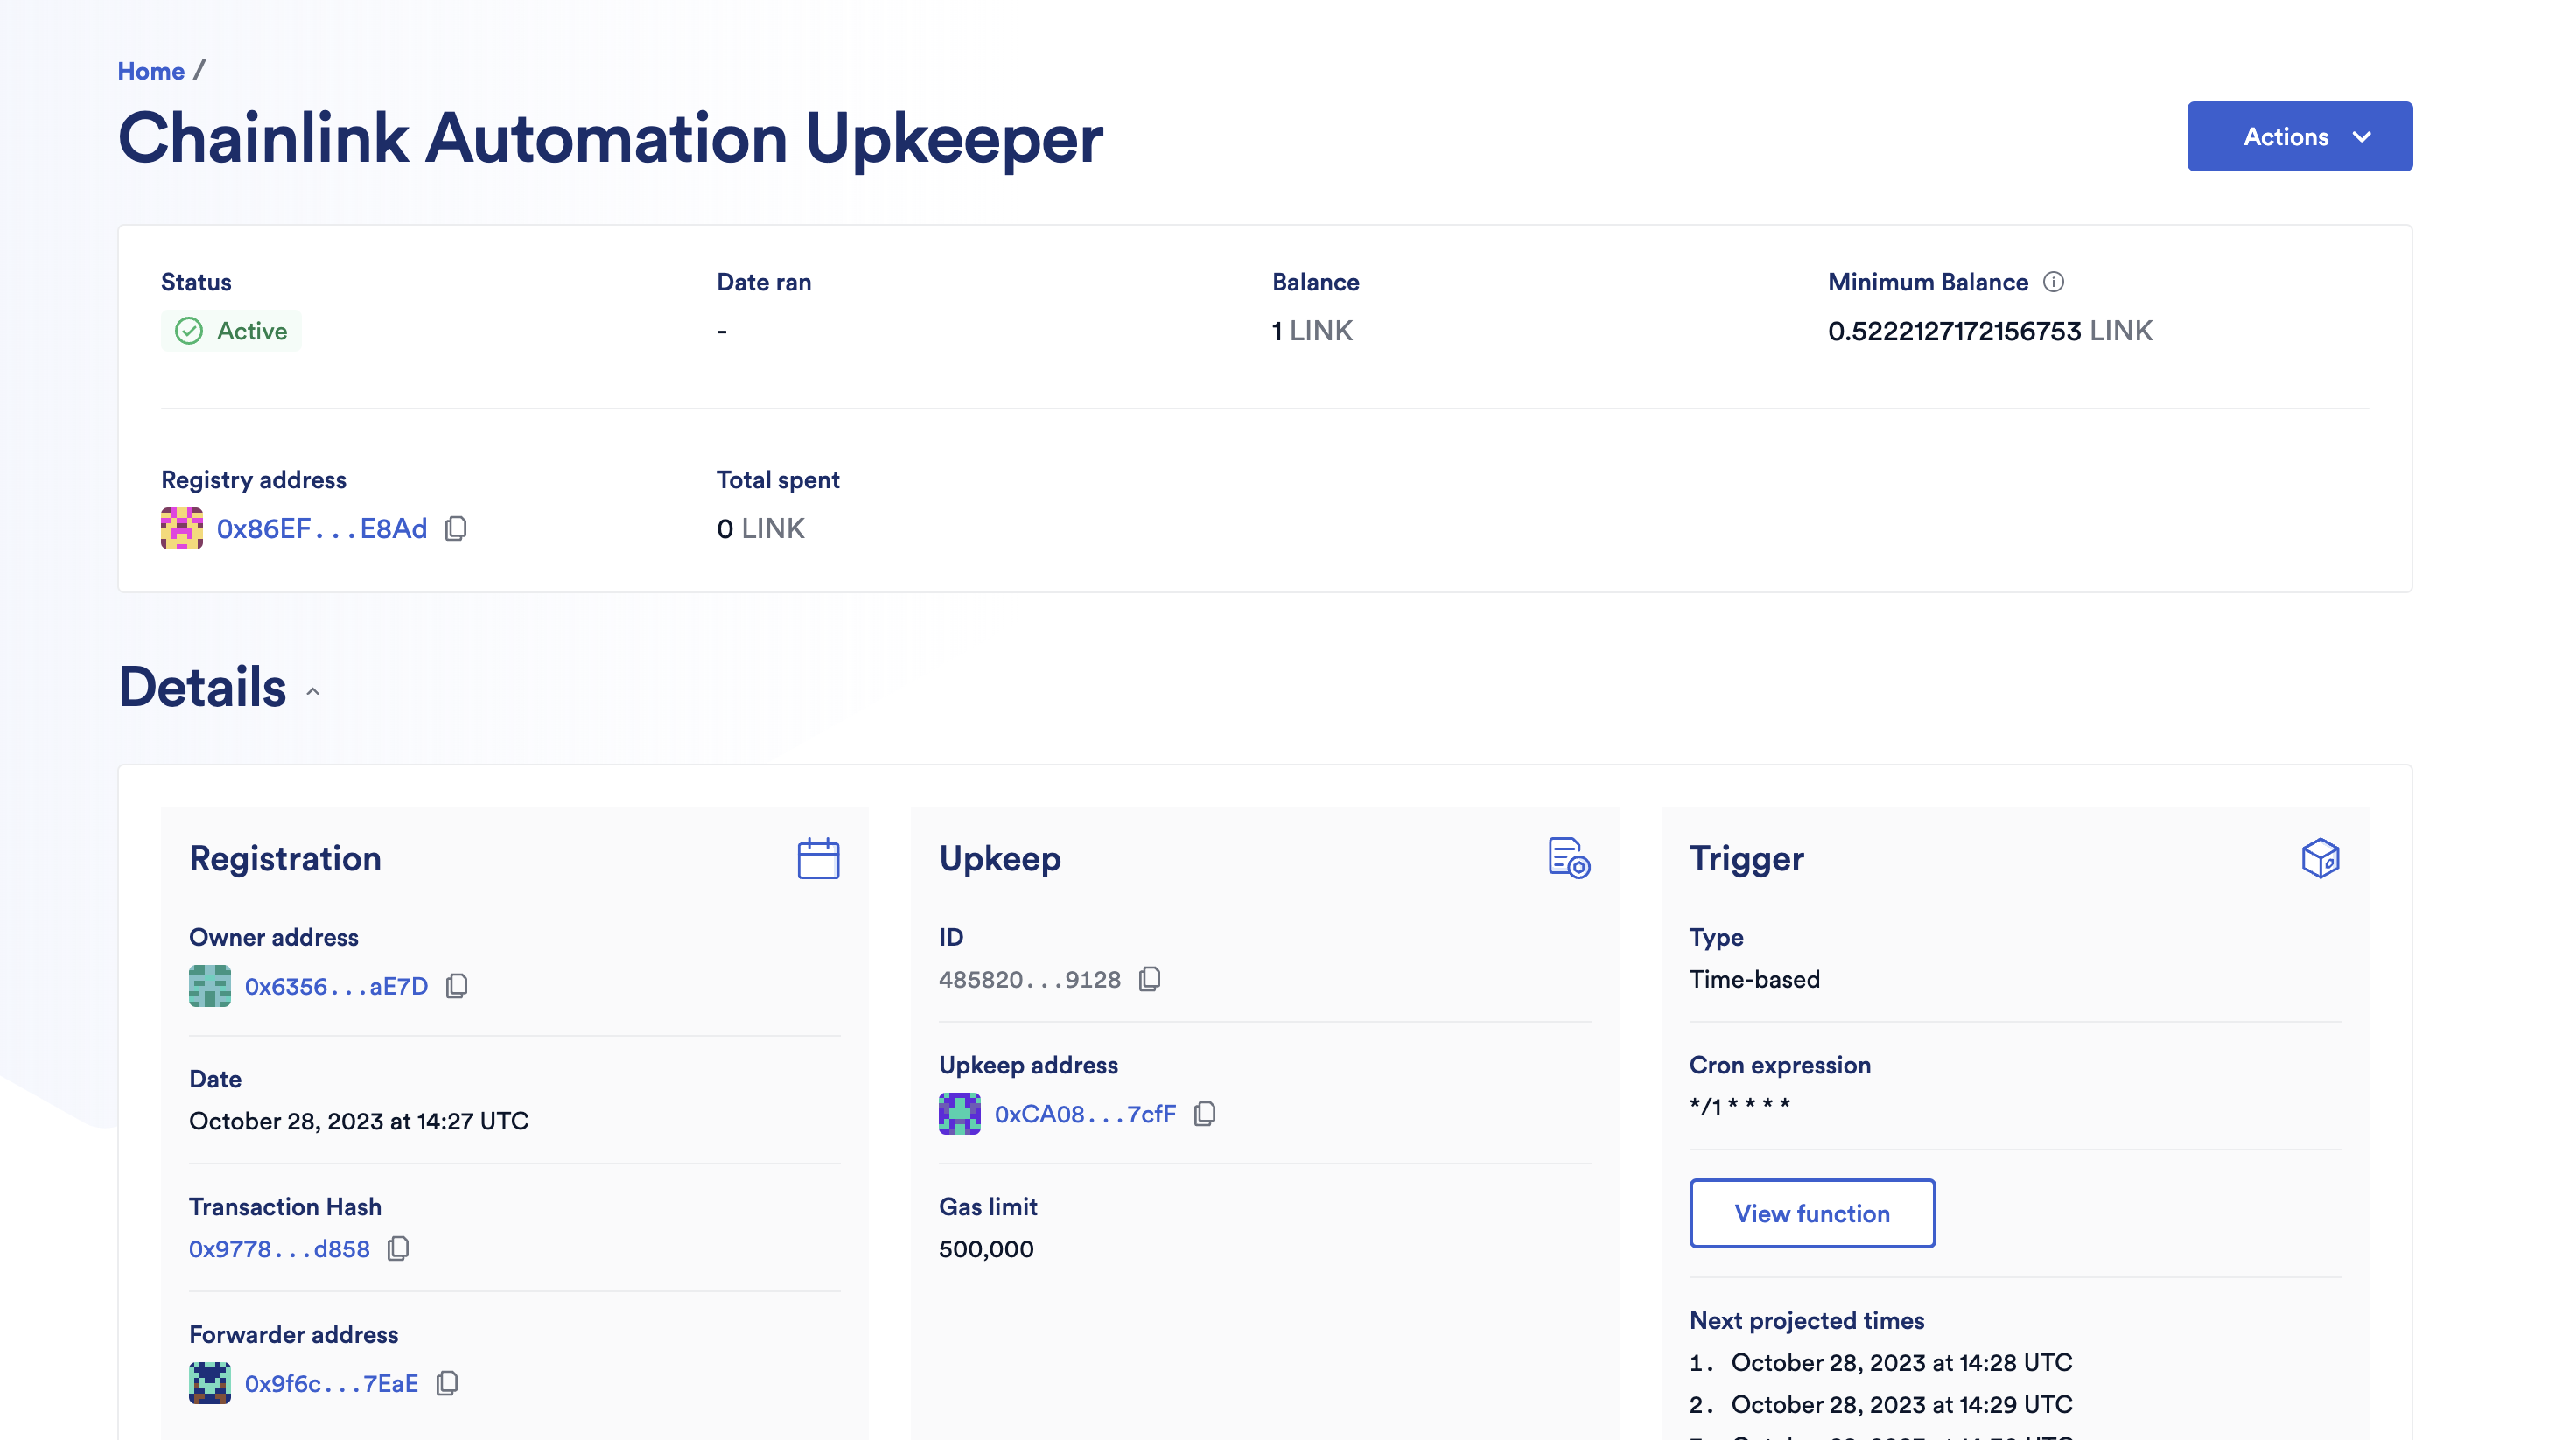 Home /
Chainlink Automation Upkeeper
Actions
Status
Date ran
Balance
Minimum Balance
Active
-
1 LINK
0.5222127172156753 LINK
Registry address
Total spent
0x86EF...E8Ad
0 LINK
Details
Registration
Owner address
0x6356...aE7D
Date
October 28, 2023 at 14:27 UTC
Transaction Hash
0x9778...d858
Forwarder address
0x9f6c...7EaE
Upkeep
ID
485820...9128
Upkeep address
0xCA08...7cfF
Gas limit
500,000
Trigger
Type
Time-based
Cron expression
*/1 * * * *
View function
Next projected times
1. October 28, 2023 at 14:28 UTC
2. October 28, 2023 at 14:29 UTC